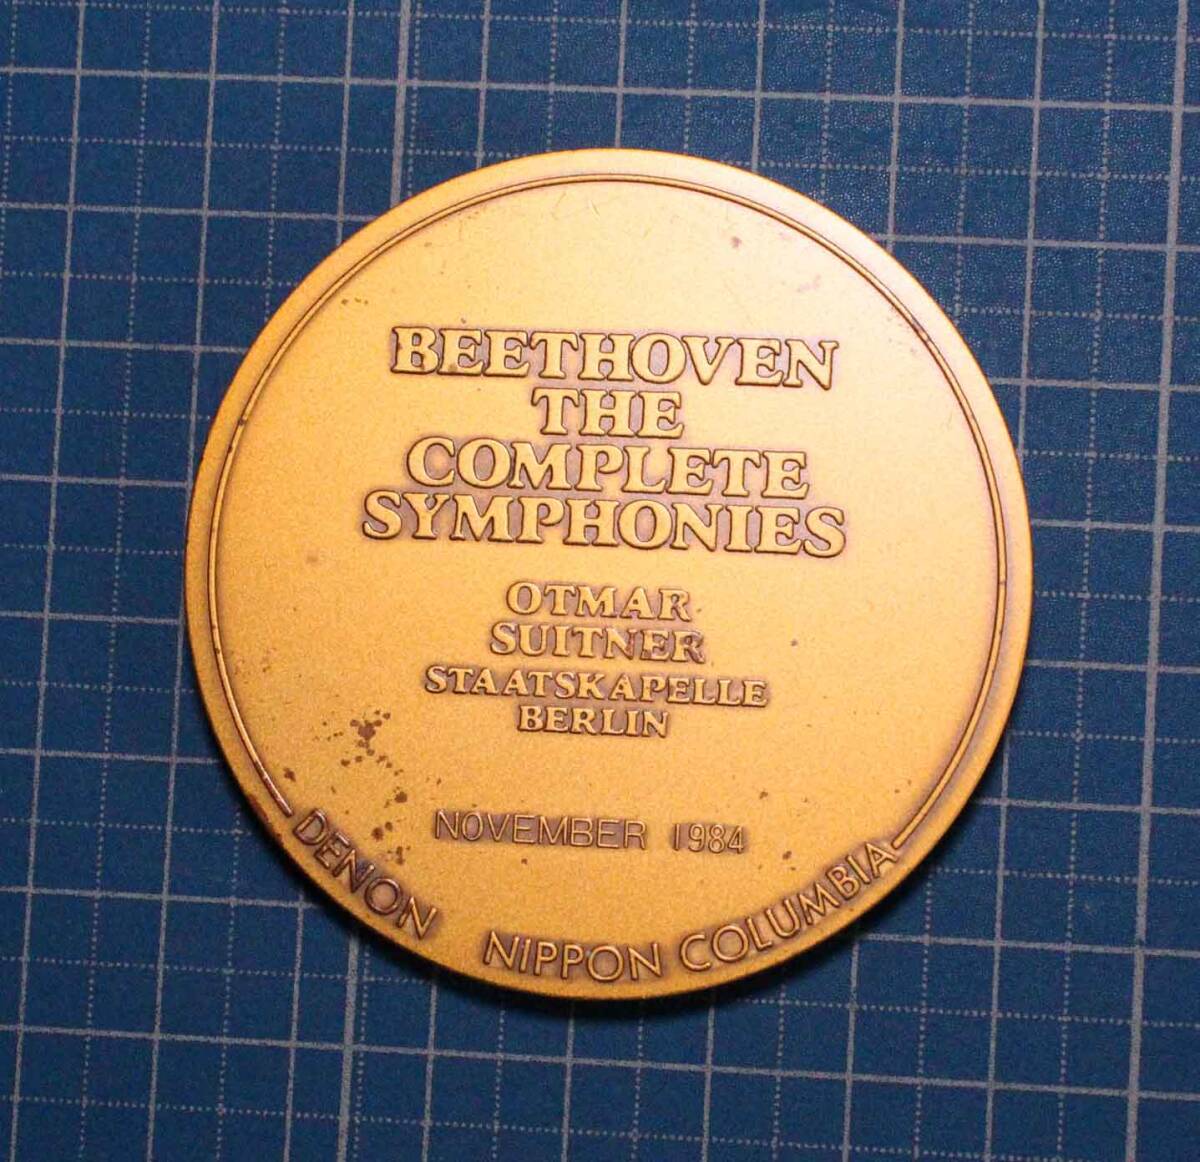 BEETHOVEN
THE
COMPLETE
SYMPHONIES
OTMAR
SUITNER
STAATSKAPELLE
BERLIN
NOVEMBER 1984
DENON NIPPON COLUMBIA